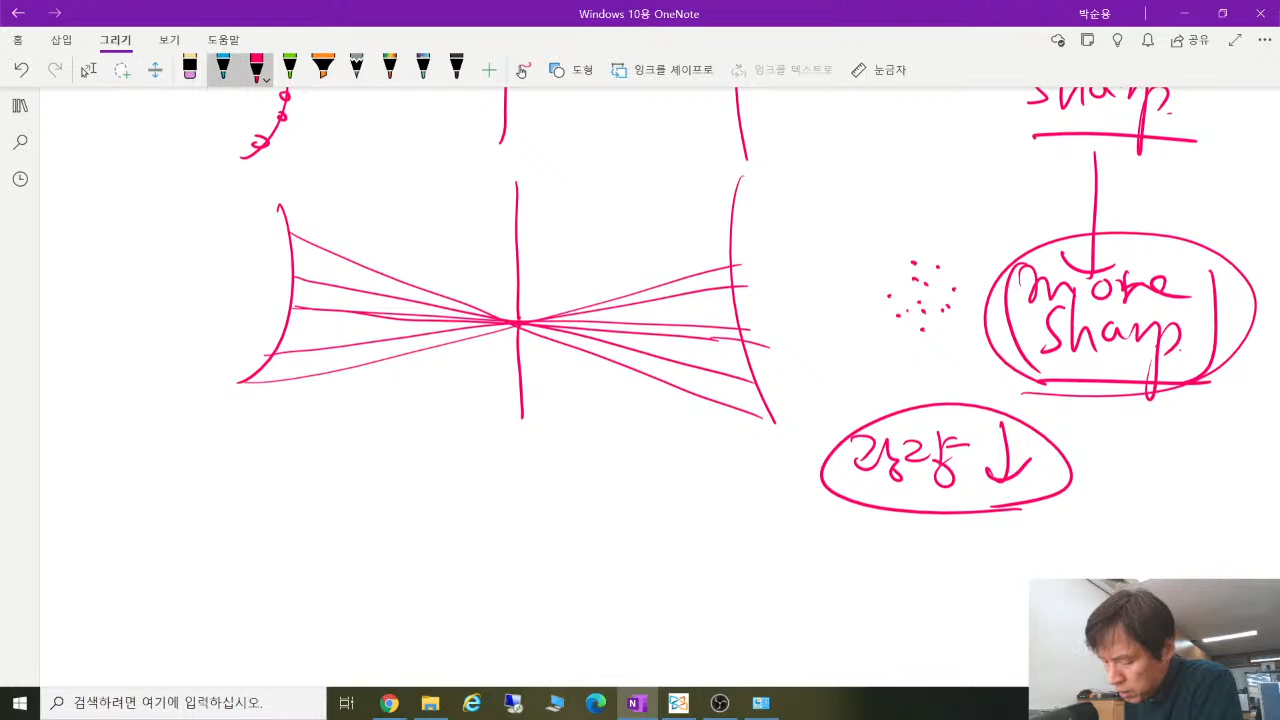 Windows 10용 OneNote
박순용
홈 삽입 그리기 보기 도움말
공유
도형 잉크를 셰이프로 잉크를 텍스트로 눈금자
sharp
more
sharp
광량 ↓
검색하려면 여기에 입력하십시오.